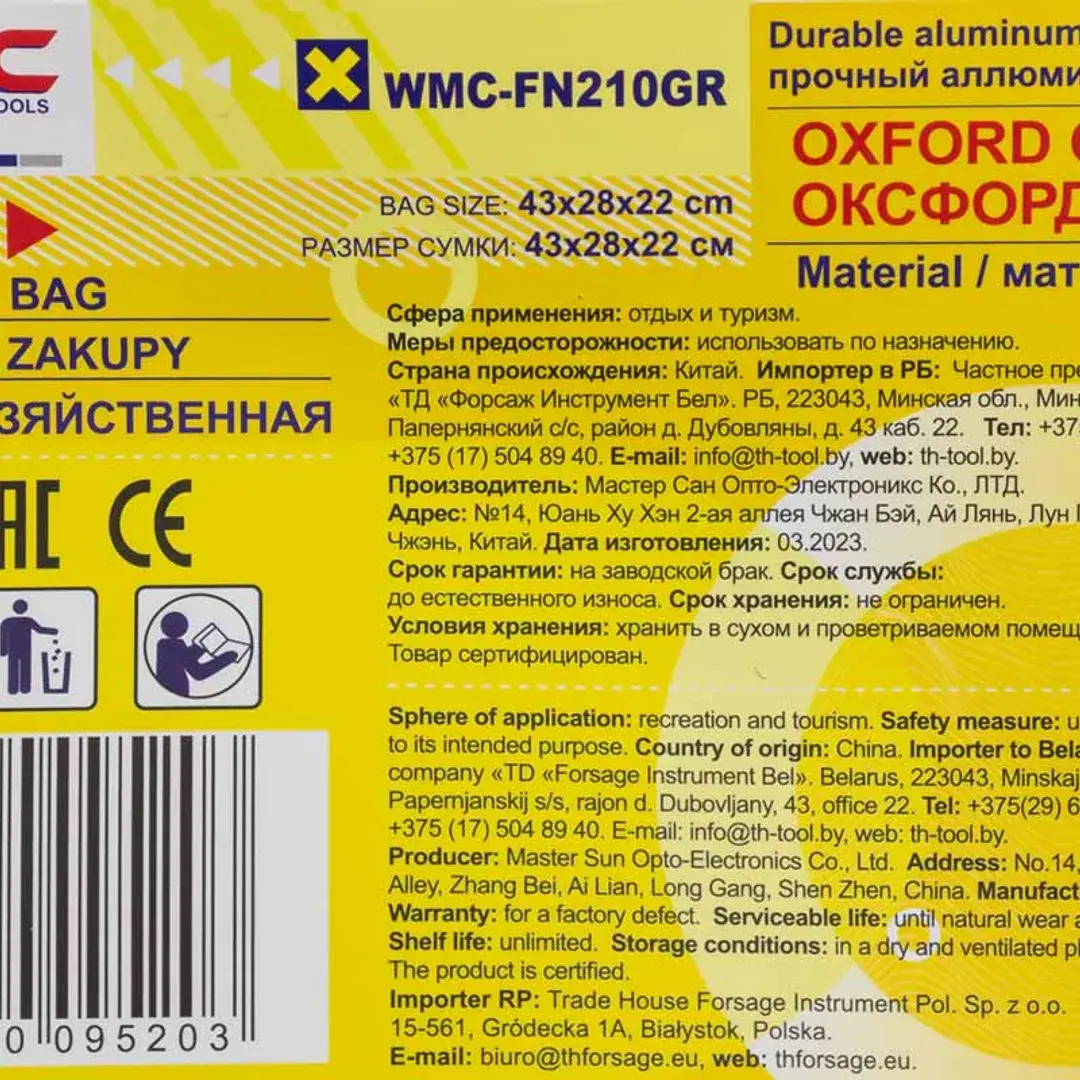 C
OOLS
WMC-FN210GR
BAG SIZE: 43x28x22 cm
РАЗМЕР СУМКИ: 43x28x22 см
Durable aluminum
прочный аллюми
OXFORD
ОКСФОРД
Material / мат
BAG
ZAKUPY
ЗЯЙСТВЕННАЯ
EAC CE
Сфера применения: отдых и туризм.
Меры предосторожности: использовать по назначению.
Страна происхождения: Китай. Импортер в РБ: Частное пре
«ТД «Форсаж Инструмент Бел». РБ, 223043, Минская обл., Мин
Папернянский с/с, район д. Дубовляны, д. 43 каб. 22. Тел: +375
+375 (17) 504 89 40. E-mail: info@th-tool.by, web: th-tool.by.
Производитель: Мастер Сан Опто-Электроникс Ко., ЛТД.
Адрес: №14, Юань Ху Хэн 2-ая аллея Чжан Бэй, Ай Лянь, Лун
Чжэнь, Китай. Дата изготовления: 03.2023.
Срок гарантии: на заводской брак. Срок службы:
до естественного износа. Срок хранения: не ограничен.
Условия хранения: хранить в сухом и проветриваемом помещ
Товар сертифицирован.
Sphere of application: recreation and tourism. Safety measure: u
to its intended purpose. Country of origin: China. Importer to Bela
company «TD «Forsage Instrument Bel». Belarus, 223043, Minskaj
Papernjanskij s/s, rajon d. Dubovljany, 43, office 22. Tel: +375(29) 6
+375 (17) 504 89 40. E-mail: info@th-tool.by, web: th-tool.by.
Producer: Master Sun Opto-Electronics Co., Ltd. Address: No.14,
Alley, Zhang Bei, Ai Lian, Long Gang, Shen Zhen, China. Manufact
Warranty: for a factory defect. Serviceable life: until natural wear a
Shelf life: unlimited. Storage conditions: in a dry and ventilated pl
The product is certified.
Importer RP: Trade House Forsage Instrument Pol. Sp. z o.o.
15-561, Gródecka 1A, Białystok, Polska.
E-mail: biuro@thforsage.eu, web: thforsage.eu.
0 095203